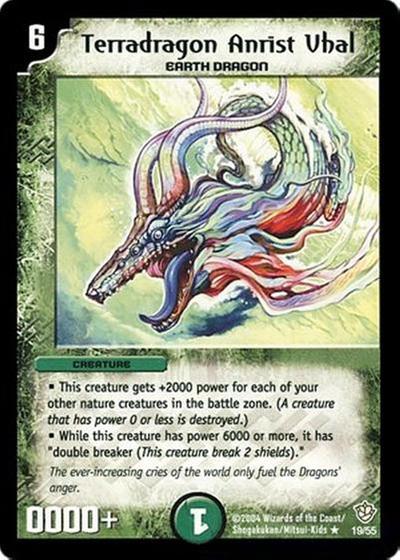 6
Terradragon Anrist Vhal
EARTH DRAGON
CREATURE
▪ This creature gets +2000 power for each of your
other nature creatures in the battle zone. (A creature
that has power 0 or less is destroyed.)
▪ While this creature has power 6000 or more, it has
"double breaker (This creature break 2 shields)."
The ever-increasing cries of the world only fuel the Dragons'
anger.
0000+
1
©2004 Wizards of the Coast/
Shogakukan/Mitsui-Kids ★ 19/55